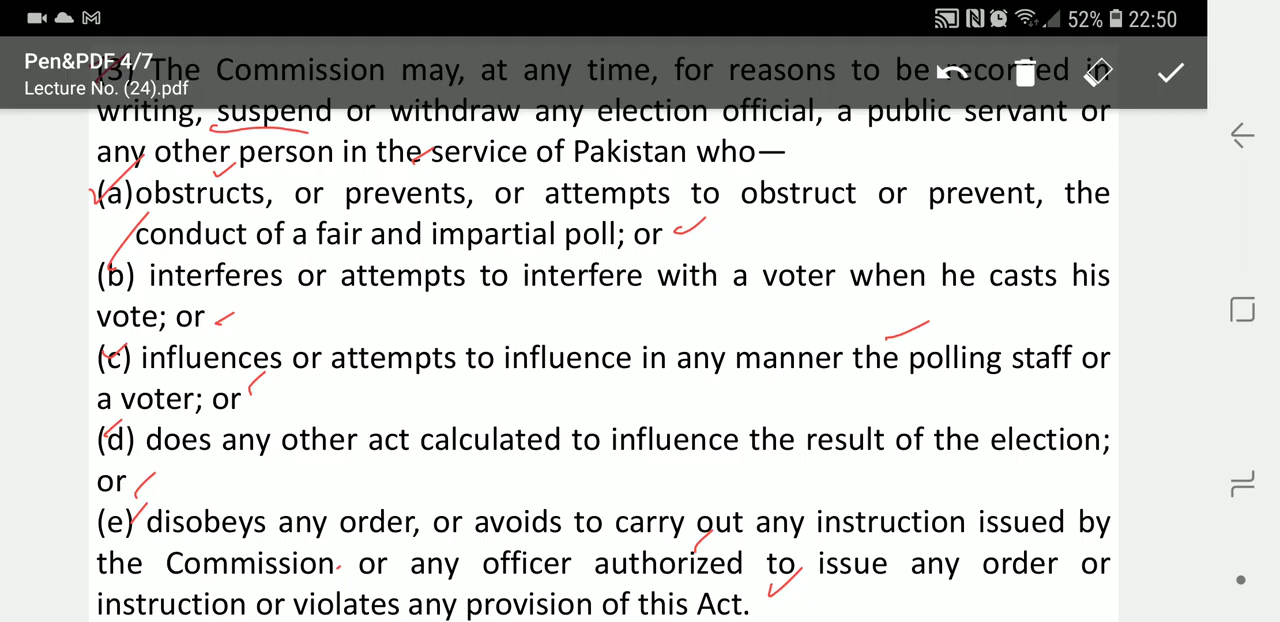 52% 22:50
Pen&PDF 4/7
Lecture No. (24).pdf
(3) The Commission may, at any time, for reasons to be recorded in
writing, suspend or withdraw any election official, a public servant or
any other person in the service of Pakistan who—
(a)obstructs, or prevents, or attempts to obstruct or prevent, the
conduct of a fair and impartial poll; or
(b) interferes or attempts to interfere with a voter when he casts his
vote; or
(c) influences or attempts to influence in any manner the polling staff or
a voter; or
(d) does any other act calculated to influence the result of the election;
or
(e) disobeys any order, or avoids to carry out any instruction issued by
the Commission or any officer authorized to issue any order or
instruction or violates any provision of this Act.